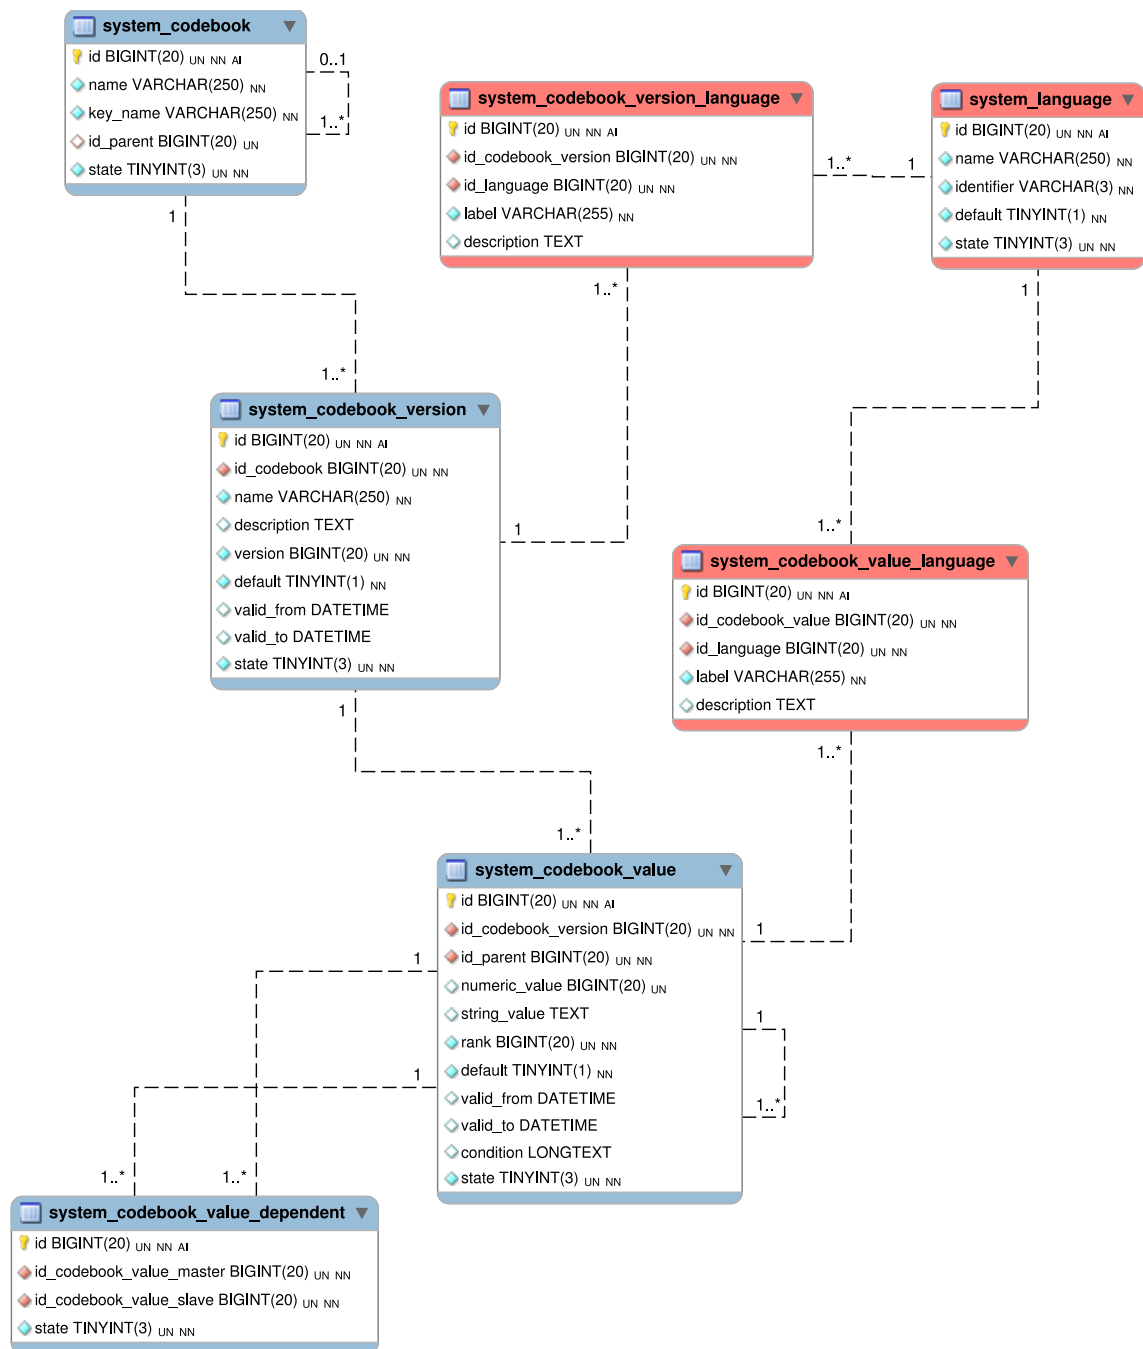 system_codebook
id BIGINT(20) UN NN AI
name VARCHAR(250) NN
key_name VARCHAR(250) NN
id_parent BIGINT(20) UN
state TINYINT(3) UN NN
0..1
1..*
system_codebook_version_language
id BIGINT(20) UN NN AI
id_codebook_version BIGINT(20) UN NN
id_language BIGINT(20) UN NN
label VARCHAR(255) NN
description TEXT
1..*
1
system_language
id BIGINT(20) UN NN AI
name VARCHAR(250) NN
identifier VARCHAR(3) NN
default TINYINT(1) NN
state TINYINT(3) UN NN
1
1..*
1
1..*
system_codebook_version
id BIGINT(20) UN NN AI
id_codebook BIGINT(20) UN NN
name VARCHAR(250) NN
description TEXT
version BIGINT(20) UN NN
default TINYINT(1) NN
valid_from DATETIME
valid_to DATETIME
state TINYINT(3) UN NN
1
1..*
system_codebook_value_language
id BIGINT(20) UN NN AI
id_codebook_value BIGINT(20) UN NN
id_language BIGINT(20) UN NN
label VARCHAR(255) NN
description TEXT
1
1..*
1..*
system_codebook_value
id BIGINT(20) UN NN AI
id_codebook_version BIGINT(20) UN NN
id_parent BIGINT(20) UN NN
numeric_value BIGINT(20) UN
string_value TEXT
rank BIGINT(20) UN NN
default TINYINT(1) NN
valid_from DATETIME
valid_to DATETIME
condition LONGTEXT
state TINYINT(3) UN NN
1
1
1
1
1..*
1..*
1..*
system_codebook_value_dependent
id BIGINT(20) UN NN AI
id_codebook_value_master BIGINT(20) UN NN
id_codebook_value_slave BIGINT(20) UN NN
state TINYINT(3) UN NN